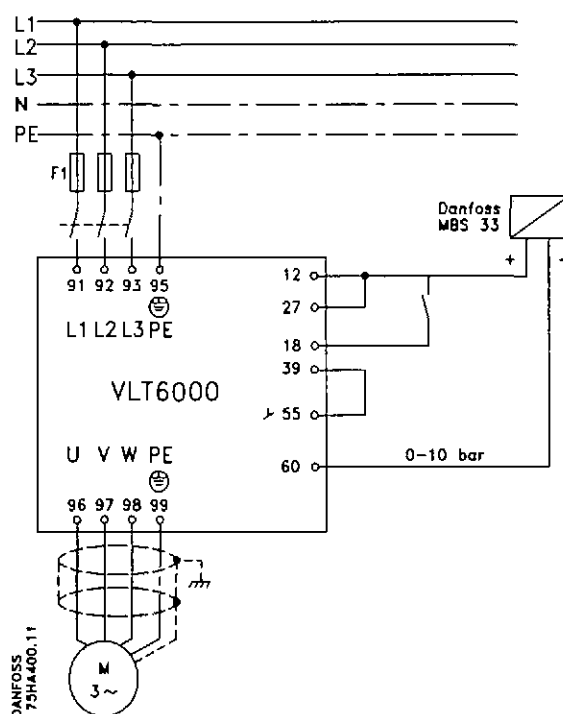 L1
L2
L3
N
PE
F1
Danfoss
MBS 33
+ -
91 92 93 95
L1 L2 L3 PE
12
27
18
39
55
60
VLT6000
0-10 bar
U V W PE
96 97 98 99
M
3~
DANFOSS
75HA400.11